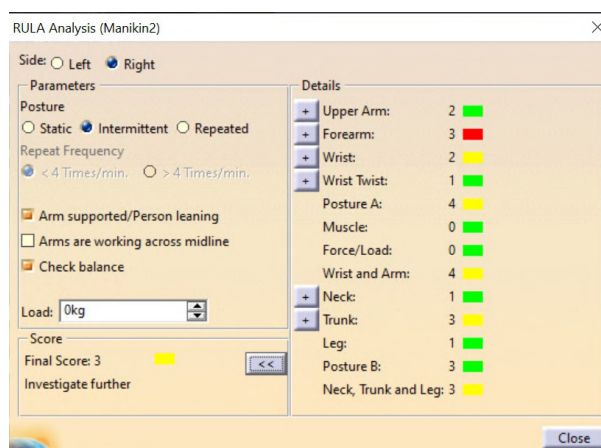 RULA Analysis (Manikin2)
Side: Left Right
Parameters
Posture
Static Intermittent Repeated
Repeat Frequency
< 4 Times/min. > 4 Times/min.
Arm supported/Person leaning
Arms are working across midline
Check balance
Load: 0kg
Score
Final Score: 3
<<
Investigate further
Details
+ Upper Arm: 2
+ Forearm: 3
+ Wrist: 2
+ Wrist Twist: 1
Posture A: 4
Muscle: 0
Force/Load: 0
Wrist and Arm: 4
+ Neck: 1
+ Trunk: 3
Leg: 1
Posture B: 3
Neck, Trunk and Leg: 3
Close